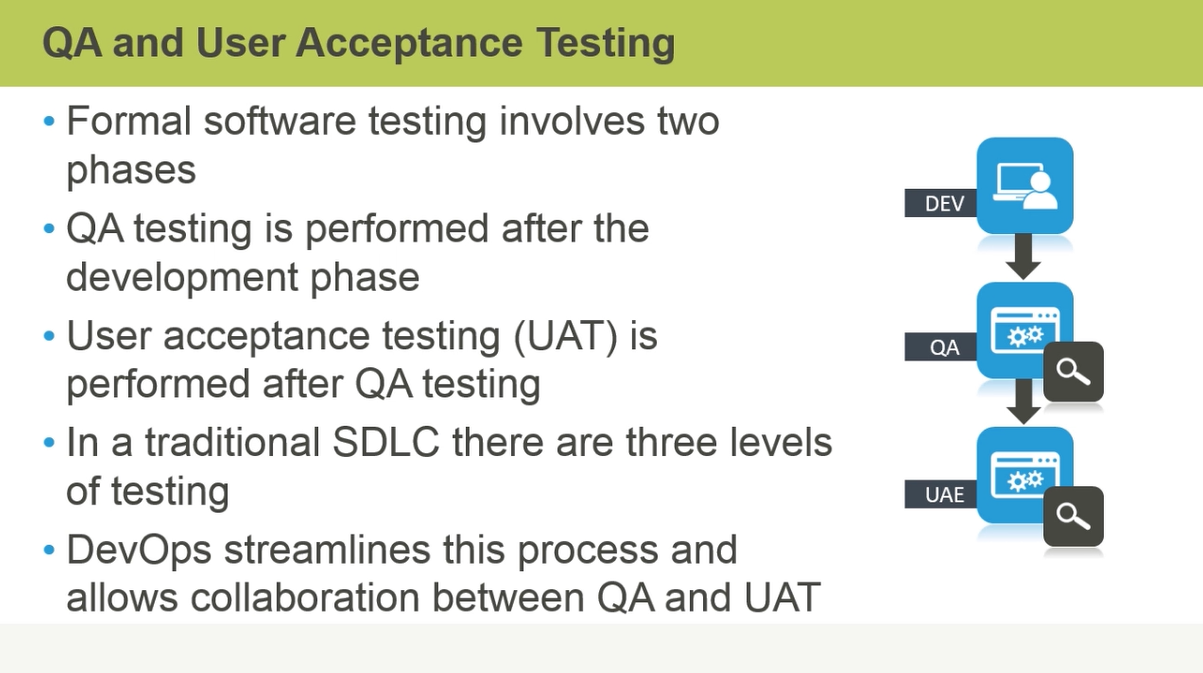 QA and User Acceptance Testing
• Formal software testing involves two
phases
• QA testing is performed after the
development phase
• User acceptance testing (UAT) is
performed after QA testing
• In a traditional SDLC there are three levels
of testing
• DevOps streamlines this process and
allows collaboration between QA and UAT
DEV
QA
UAE